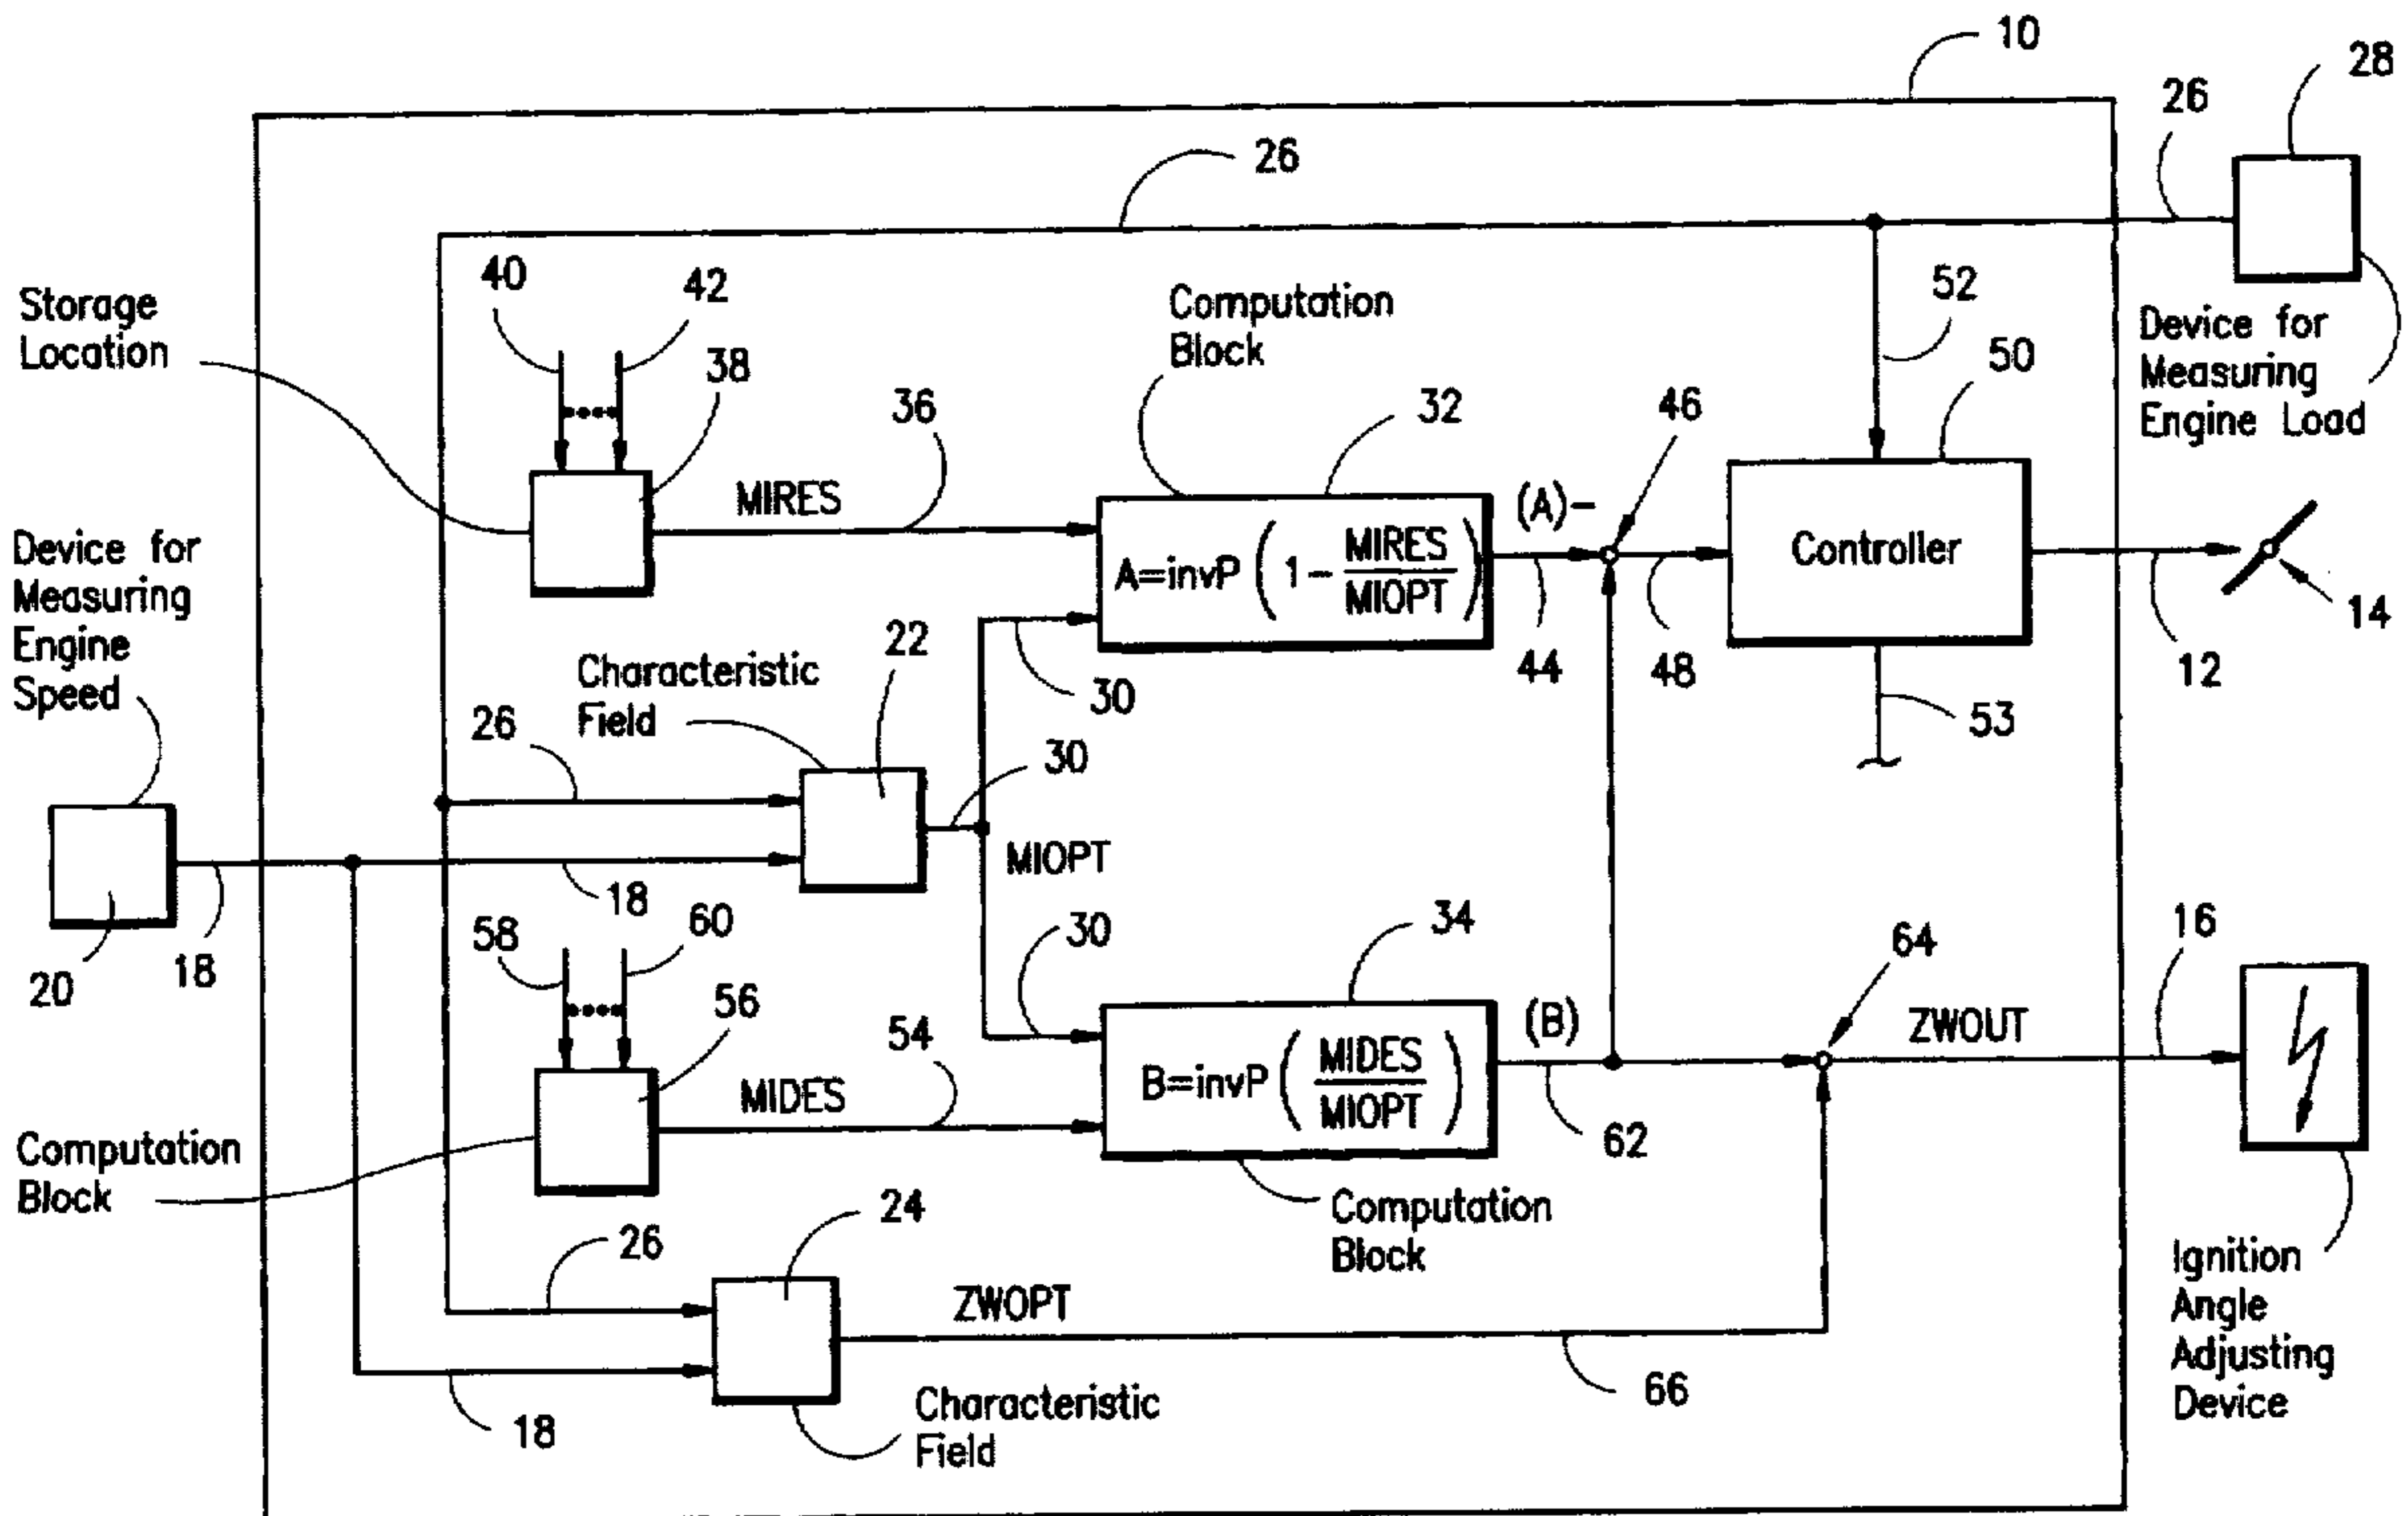 10
28
26
26
40
42
Storage
Location
38
Computation
Block
52
50
Device for
Measuring
Engine Load
36
32
46
MIRES
(A)-
A=invP(1-MIRES/MIOPT)
Controller
14
44
48
12
53
Device for
Measuring
Engine
Speed
Characteristic
Field
22
30
26
30
MIOPT
18
20
18
58
60
56
30
34
64
16
54
(B)
ZWOUT
MIDES
B=invP(MIDES/MIOPT)
62
Computation
Block
Computation
Block
24
26
ZWOPT
66
18
Characteristic
Field
Ignition
Angle
Adjusting
Device